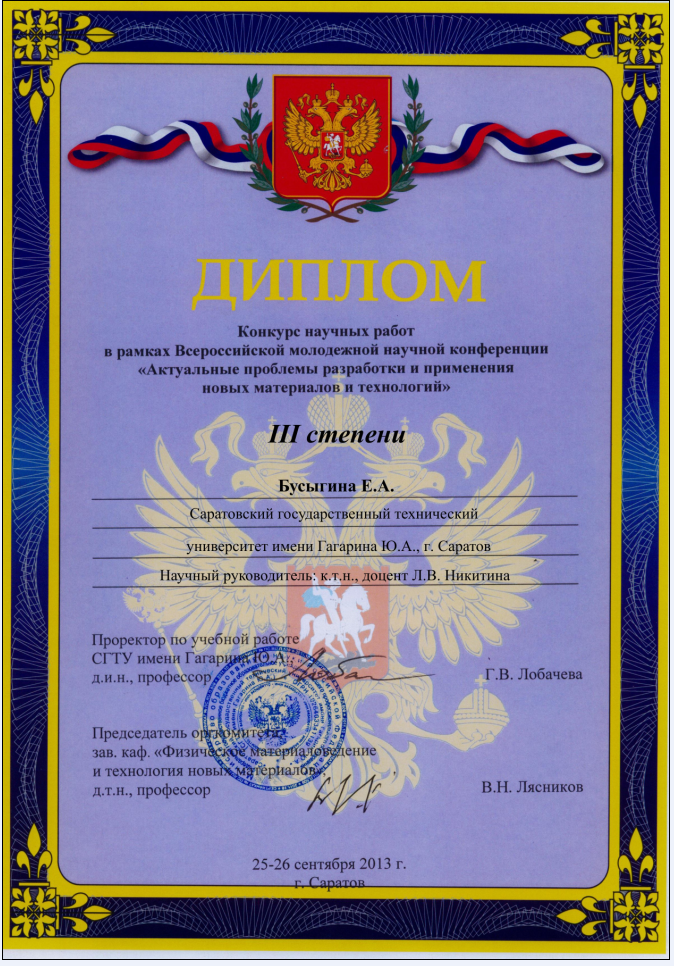 ДИПЛОМ
Конкурс научных работ
в рамках Всероссийской молодежной научной конференции
«Актуальные проблемы разработки и применения
новых материалов и технологий»
III степени
Бусыгина Е.А.
Саратовский государственный технический
университет имени Гагарина Ю.А., г. Саратов
Научный руководитель: к.т.н., доцент Л.В. Никитина
Проректор по учебной работе
СГТУ имени Гагарина Ю.А.
д.и.н., профессор
Г.В. Лобачева
Председатель оргкомитета,
зав. каф. «Физическое материаловедение
и технология новых материалов»
д.т.н., профессор
В.Н. Лясников
25-26 сентября 2013 г.
г. Саратов